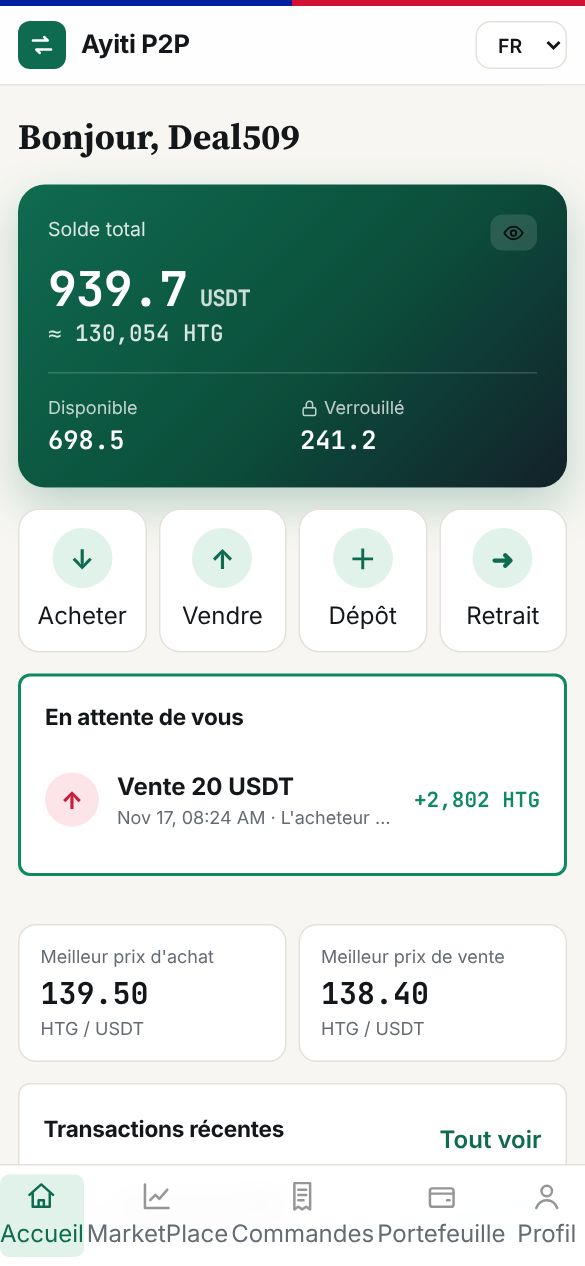 Ayiti P2P
FR
Bonjour, Deal509
Solde total
939.7 USDT
≈ 130,054 HTG
Disponible
Verrouillé
698.5
241.2
Acheter
Vendre
Dépôt
Retrait
En attente de vous
Vente 20 USDT
Nov 17, 08:24 AM · L'acheteur ...
+2,802 HTG
Meilleur prix d'achat
139.50
HTG / USDT
Meilleur prix de vente
138.40
HTG / USDT
Transactions récentes
Tout voir
Accueil
MarketPlace
Commandes
Portefeuille
Profil